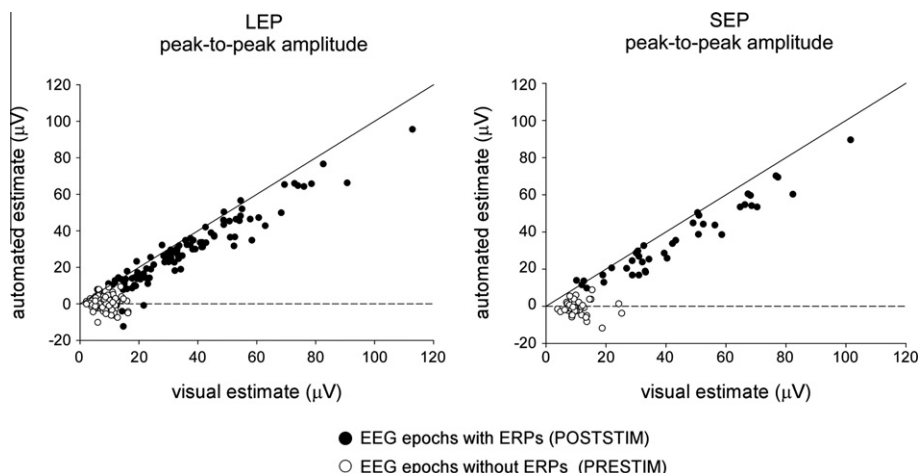 LEP
peak-to-peak amplitude
SEP
peak-to-peak amplitude
automated estimate (µV)
120
100
80
60
40
20
0
-20
0 20 40 60 80 100 120
visual estimate (µV)
automated estimate (µV)
120
100
80
60
40
20
0
-20
0 20 40 60 80 100 120
visual estimate (µV)
EEG epochs with ERPs (POSTSTIM)
EEG epochs without ERPs (PRESTIM)